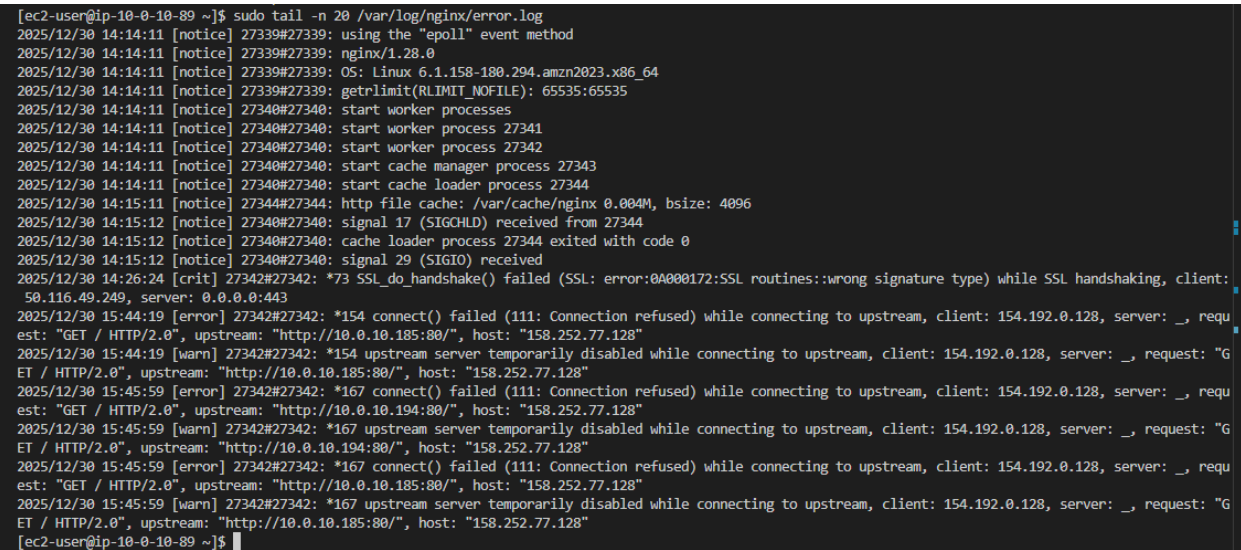 [ec2-user@ip-10-0-10-89 ~]$ sudo tail -n 20 /var/log/nginx/error.log
2025/12/30 14:14:11 [notice] 27339#27339: using the "epoll" event method
2025/12/30 14:14:11 [notice] 27339#27339: nginx/1.28.0
2025/12/30 14:14:11 [notice] 27339#27339: OS: Linux 6.1.158-180.294.amzn2023.x86_64
2025/12/30 14:14:11 [notice] 27339#27339: getrlimit(RLIMIT_NOFILE): 65535:65535
2025/12/30 14:14:11 [notice] 27340#27340: start worker processes
2025/12/30 14:14:11 [notice] 27340#27340: start worker process 27341
2025/12/30 14:14:11 [notice] 27340#27340: start worker process 27342
2025/12/30 14:14:11 [notice] 27340#27340: start cache manager process 27343
2025/12/30 14:14:11 [notice] 27340#27340: start cache loader process 27344
2025/12/30 14:15:11 [notice] 27344#27344: http file cache: /var/cache/nginx 0.004M, bsize: 4096
2025/12/30 14:15:12 [notice] 27340#27340: signal 17 (SIGCHLD) received from 27344
2025/12/30 14:15:12 [notice] 27340#27340: cache loader process 27344 exited with code 0
2025/12/30 14:15:12 [notice] 27340#27340: signal 29 (SIGIO) received
2025/12/30 14:26:24 [crit] 27342#27342: *73 SSL_do_handshake() failed (SSL: error:0A000172:SSL routines::wrong signature type) while SSL handshaking, client:
 50.116.49.249, server: 0.0.0.0:443
2025/12/30 15:44:19 [error] 27342#27342: *154 connect() failed (111: Connection refused) while connecting to upstream, client: 154.192.0.128, server: _, requ
est: "GET / HTTP/2.0", upstream: "http://10.0.10.185:80/", host: "158.252.77.128"
2025/12/30 15:44:19 [warn] 27342#27342: *154 upstream server temporarily disabled while connecting to upstream, client: 154.192.0.128, server: _, request: "G
ET / HTTP/2.0", upstream: "http://10.0.10.185:80/", host: "158.252.77.128"
2025/12/30 15:45:59 [error] 27342#27342: *167 connect() failed (111: Connection refused) while connecting to upstream, client: 154.192.0.128, server: _, requ
est: "GET / HTTP/2.0", upstream: "http://10.0.10.194:80/", host: "158.252.77.128"
2025/12/30 15:45:59 [warn] 27342#27342: *167 upstream server temporarily disabled while connecting to upstream, client: 154.192.0.128, server: _, request: "G
ET / HTTP/2.0", upstream: "http://10.0.10.194:80/", host: "158.252.77.128"
2025/12/30 15:45:59 [error] 27342#27342: *167 connect() failed (111: Connection refused) while connecting to upstream, client: 154.192.0.128, server: _, requ
est: "GET / HTTP/2.0", upstream: "http://10.0.10.185:80/", host: "158.252.77.128"
2025/12/30 15:45:59 [warn] 27342#27342: *167 upstream server temporarily disabled while connecting to upstream, client: 154.192.0.128, server: _, request: "G
ET / HTTP/2.0", upstream: "http://10.0.10.185:80/", host: "158.252.77.128"
[ec2-user@ip-10-0-10-89 ~]$